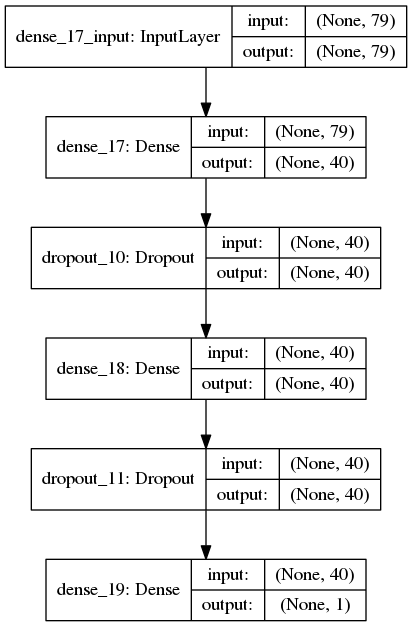 dense_17_input: InputLayer
input: (None, 79)
output: (None, 79)
dense_17: Dense
input: (None, 79)
output: (None, 40)
dropout_10: Dropout
input: (None, 40)
output: (None, 40)
dense_18: Dense
input: (None, 40)
output: (None, 40)
dropout_11: Dropout
input: (None, 40)
output: (None, 40)
dense_19: Dense
input: (None, 40)
output: (None, 1)